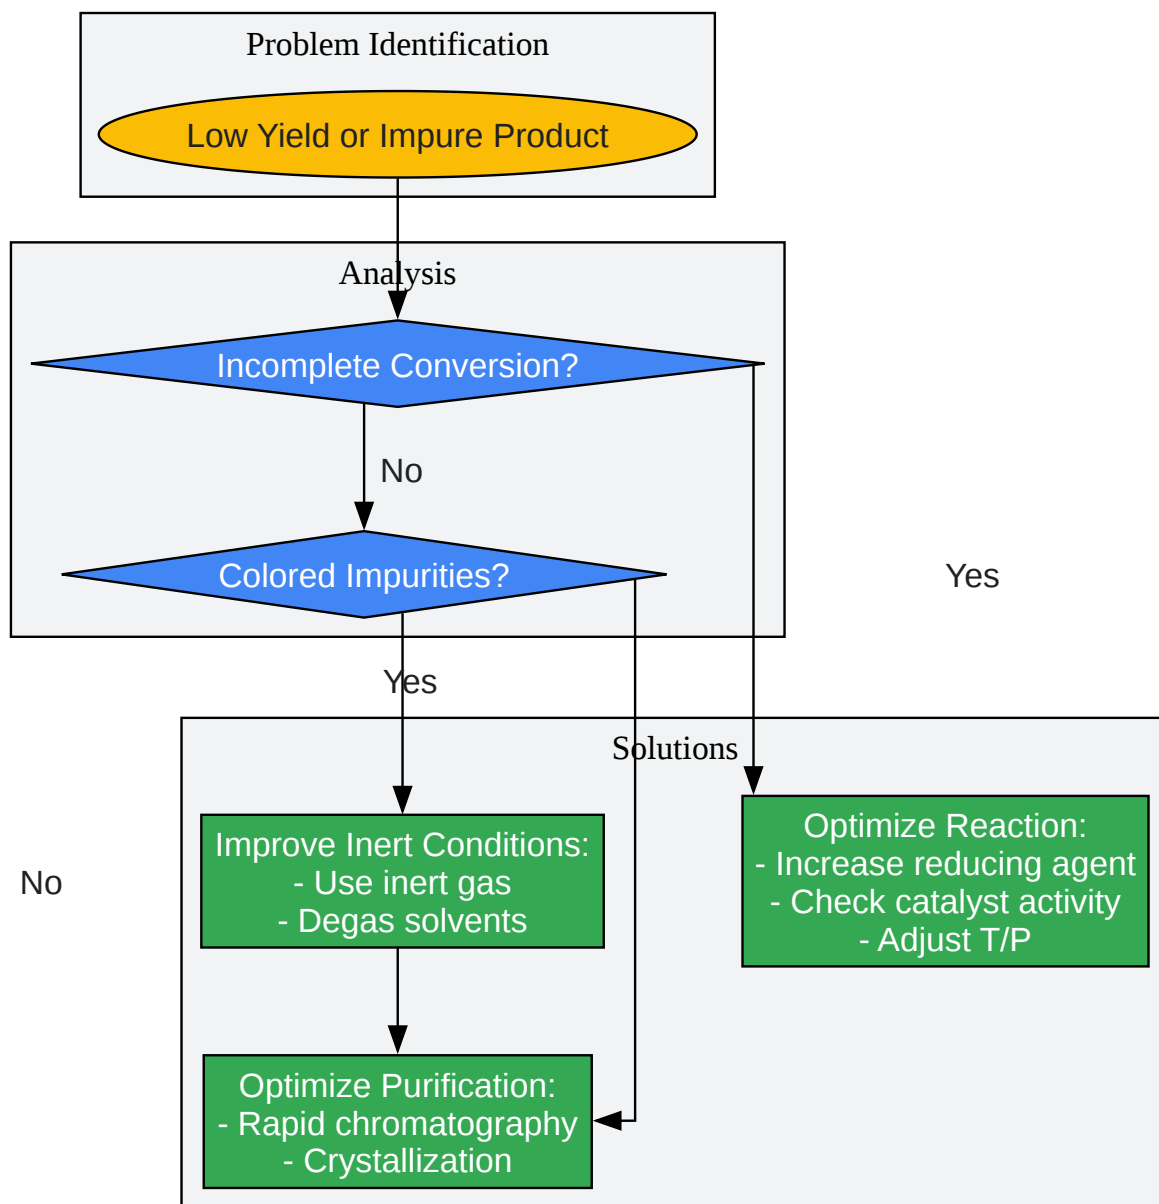 Problem Identification
Low Yield or Impure Product
Analysis
Incomplete Conversion?
No
Colored Impurities?
Yes
Yes
Solutions
Improve Inert Conditions:
- Use inert gas
- Degas solvents
Optimize Reaction:
- Increase reducing agent
- Check catalyst activity
- Adjust T/P
No
Optimize Purification:
- Rapid chromatography
- Crystallization